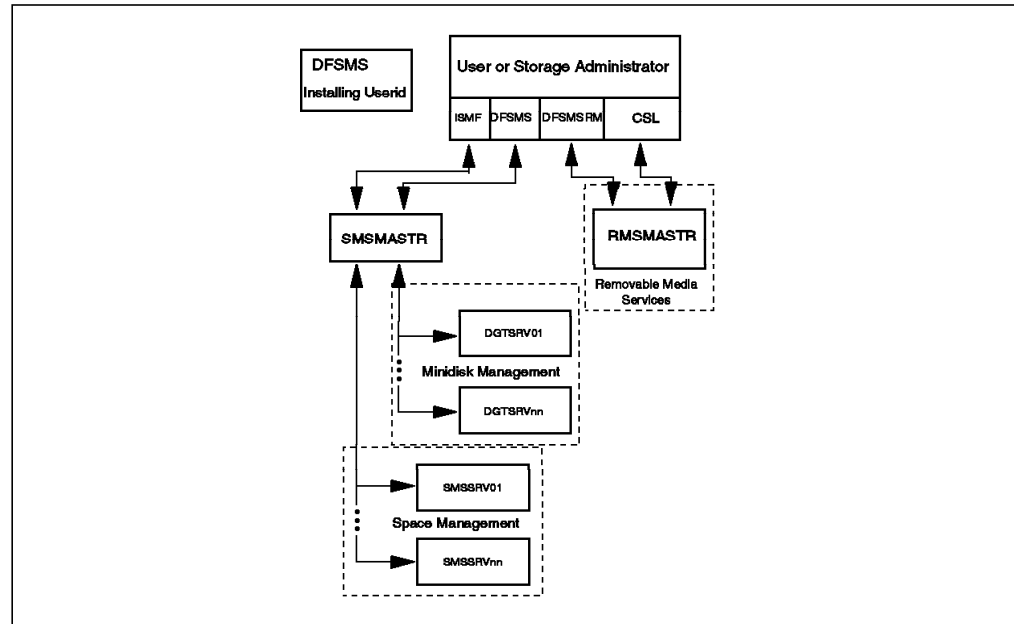 DFSMS
Installing Userid
User or Storage Administrator
ISMF DFSMS DFSMSRM CSL
SMSMASTR
RMSMASTR
Removable Media
Services
DGTSRV01
Minidisk Management
DGTSRVnn
SMSSRV01
Space Management
SMSSRVnn